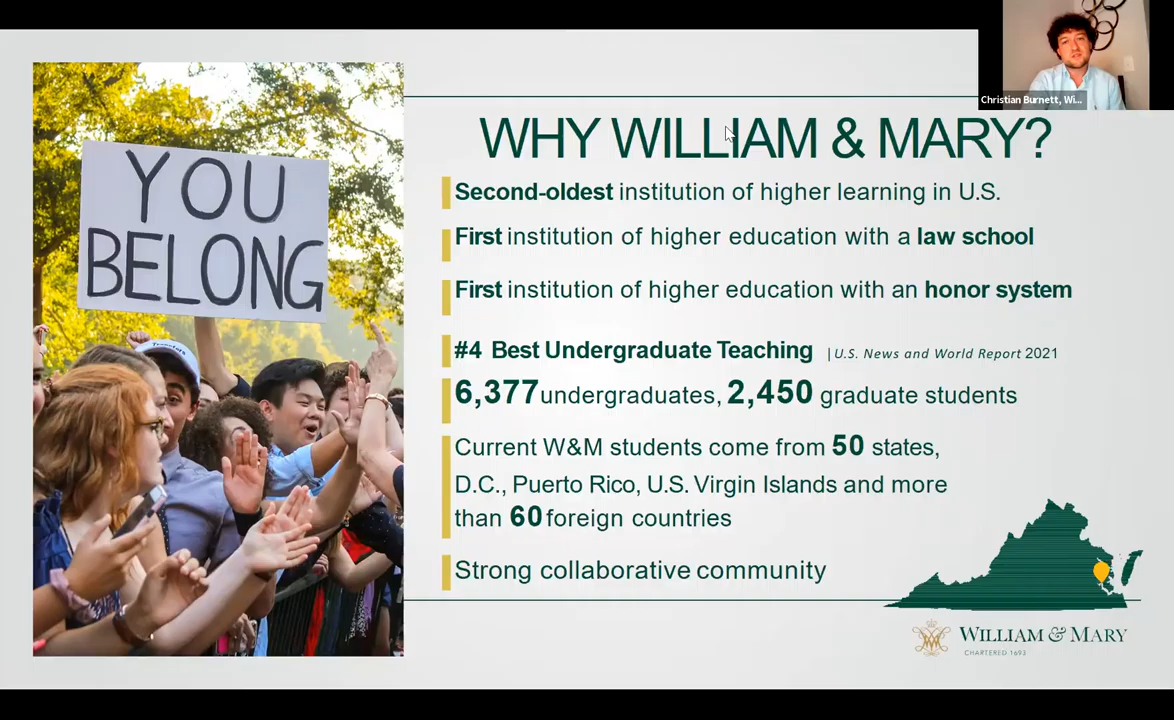 Christian Burnett, Wi...
WHY WILLIAM & MARY?
YOU
BELONG
Second-oldest institution of higher learning in U.S.
First institution of higher education with a law school
First institution of higher education with an honor system
#4 Best Undergraduate Teaching | U.S. News and World Report 2021
6,377 undergraduates, 2,450 graduate students
Current W&M students come from 50 states,
D.C., Puerto Rico, U.S. Virgin Islands and more
than 60 foreign countries
Strong collaborative community
WILLIAM & MARY
CHARTERED 1693